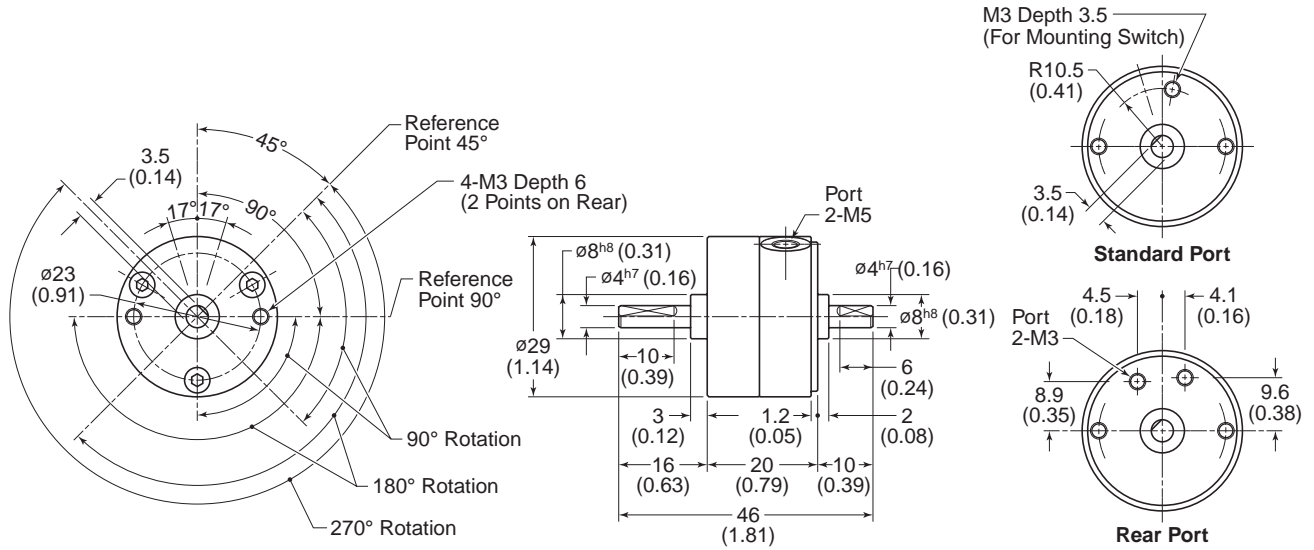 45°
Reference
Point 45°
3.5
(0.14)
17°
17°
90°
4-M3 Depth 6
(2 Points on Rear)
ø23
(0.91)
Reference
Point 90°
90° Rotation
180° Rotation
270° Rotation
Port
2-M5
ø8h8 (0.31)
ø4h7 (0.16)
ø4h7 (0.16)
ø8h8 (0.31)
ø29
(1.14)
10
(0.39)
6
(0.24)
3
(0.12)
1.2
(0.05)
2
(0.08)
16
(0.63)
20
(0.79)
10
(0.39)
46
(1.81)
M3 Depth 3.5
(For Mounting Switch)
R10.5
(0.41)
3.5
(0.14)
Standard Port
4.5
(0.18)
4.1
(0.16)
Port
2-M3
8.9
(0.35)
9.6
(0.38)
Rear Port